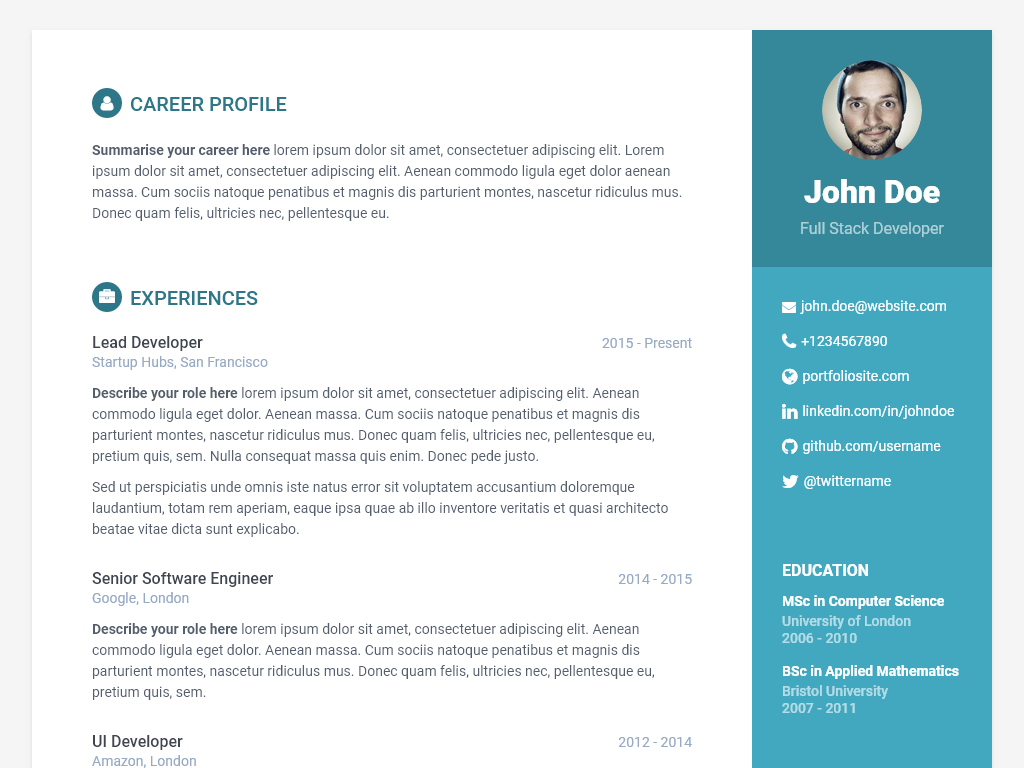 CAREER PROFILE
Summarise your career here lorem ipsum dolor sit amet, consectetuer adipiscing elit. Lorem
ipsum dolor sit amet, consectetuer adipiscing elit. Aenean commodo ligula eget dolor aenean
massa. Cum sociis natoque penatibus et magnis dis parturient montes, nascetur ridiculus mus.
Donec quam felis, ultricies nec, pellentesque eu.
EXPERIENCES
Lead Developer
2015 - Present
Startup Hubs, San Francisco
Describe your role here lorem ipsum dolor sit amet, consectetuer adipiscing elit. Aenean
commodo ligula eget dolor. Aenean massa. Cum sociis natoque penatibus et magnis dis
parturient montes, nascetur ridiculus mus. Donec quam felis, ultricies nec, pellentesque eu,
pretium quis, sem. Nulla consequat massa quis enim. Donec pede justo.
Sed ut perspiciatis unde omnis iste natus error sit voluptatem accusantium doloremque
laudantium, totam rem aperiam, eaque ipsa quae ab illo inventore veritatis et quasi architecto
beatae vitae dicta sunt explicabo.
Senior Software Engineer
2014 - 2015
Google, London
Describe your role here lorem ipsum dolor sit amet, consectetuer adipiscing elit. Aenean
commodo ligula eget dolor. Aenean massa. Cum sociis natoque penatibus et magnis dis
parturient montes, nascetur ridiculus mus. Donec quam felis, ultricies nec, pellentesque eu,
pretium quis, sem.
UI Developer
2012 - 2014
Amazon, London
John Doe
Full Stack Developer
john.doe@website.com
+1234567890
portfoliosite.com
linkedin.com/in/johndoe
github.com/username
@twittername
EDUCATION
MSc in Computer Science
University of London
2006 - 2010
BSc in Applied Mathematics
Bristol University
2007 - 2011